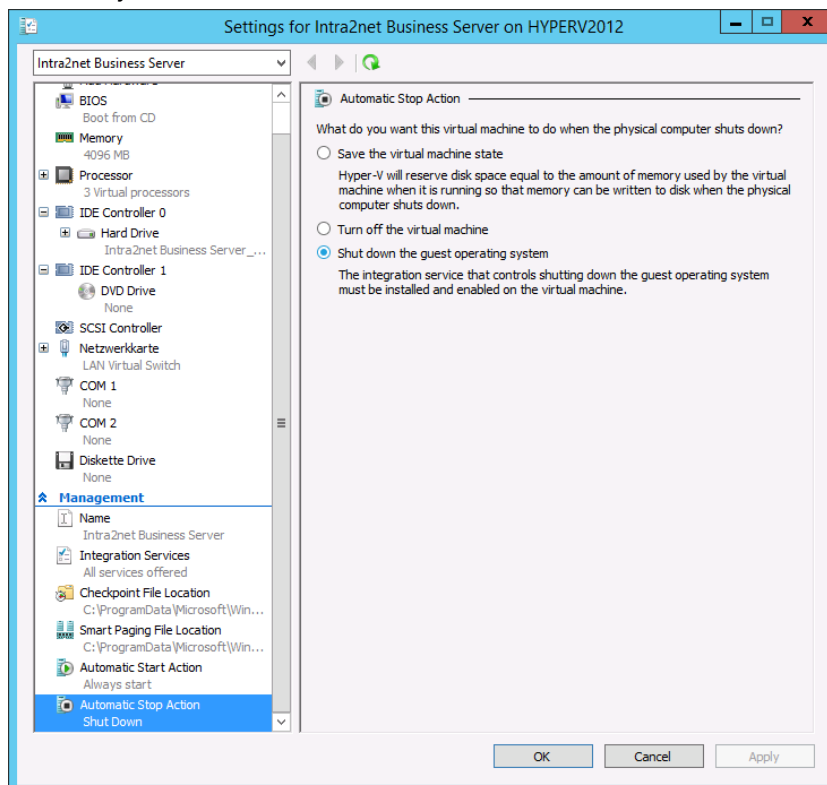 Settings for Intra2net Business Server on HYPERV2012
Intra2net Business Server
BIOS
Boot from CD
Memory
4096 MB
Processor
3 Virtual processors
IDE Controller 0
Hard Drive
Intra2net Business Server_...
IDE Controller 1
DVD Drive
None
SCSI Controller
Netzwerkkarte
LAN Virtual Switch
COM 1
None
COM 2
None
Diskette Drive
None
Management
Name
Intra2net Business Server
Integration Services
All services offered
Checkpoint File Location
C:\ProgramData\Microsoft\Win...
Smart Paging File Location
C:\ProgramData\Microsoft\Win...
Automatic Start Action
Always start
Automatic Stop Action
Shut Down
Automatic Stop Action
What do you want this virtual machine to do when the physical computer shuts down?
Save the virtual machine state
Hyper-V will reserve disk space equal to the amount of memory used by the virtual
machine when it is running so that memory can be written to disk when the physical
computer shuts down.
Turn off the virtual machine
Shut down the guest operating system
The integration service that controls shutting down the guest operating system
must be installed and enabled on the virtual machine.
OK
Cancel
Apply